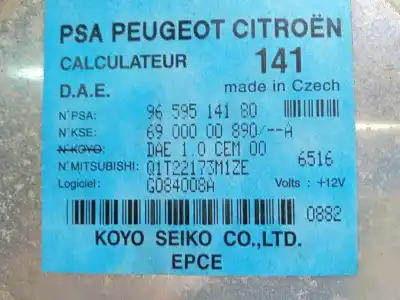 PSA PEUGEOT CITROËN
CALCULATEUR 141
D.A.E. made in Czech
N°PSA: 96 595 141 80
N°KSE: 69 000 00 890/--A
N°KOYO: DAE 1.0 CEM 00
N°MITSUBISHI: Q1T22173M1ZE 6516
Logiciel: G084008A Volts : +12V
0882
KOYO SEIKO CO.,LTD.
EPCE